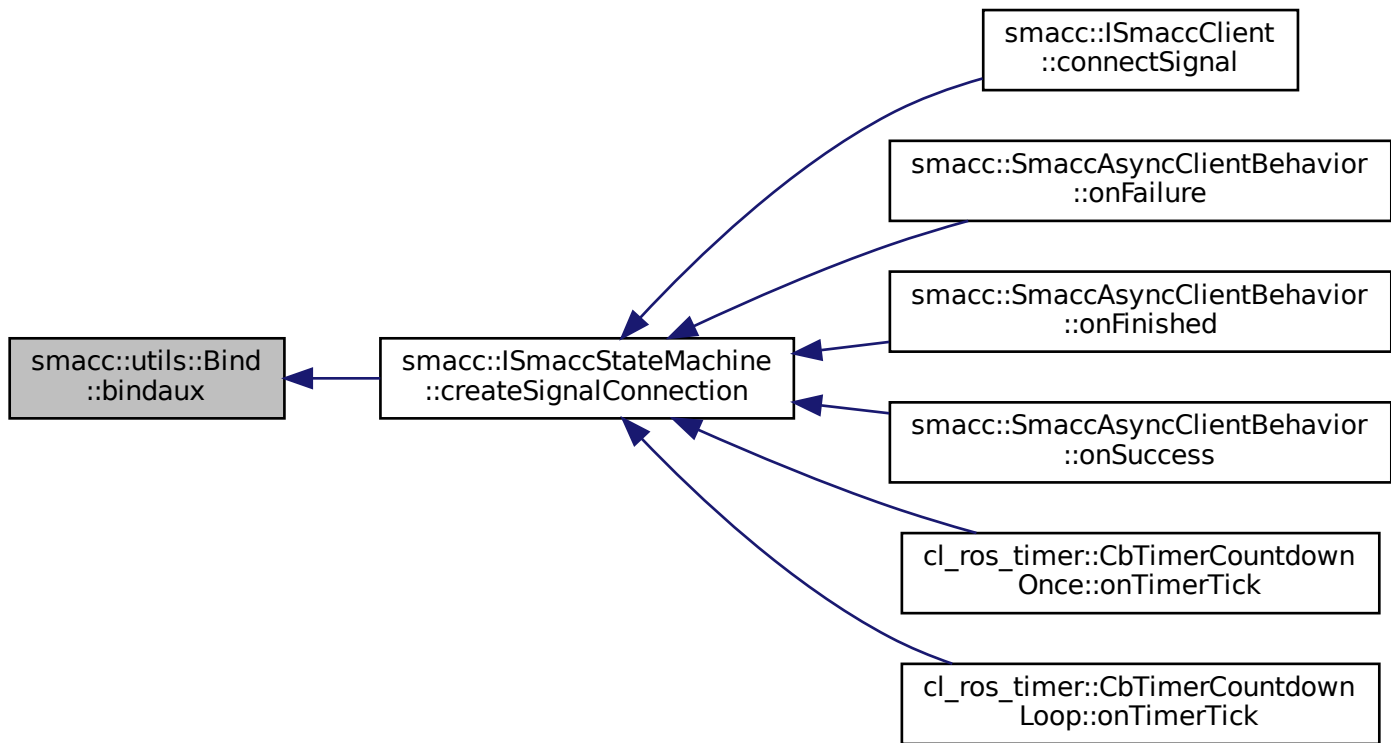 smacc::ISmaccClient
::connectSignal
smacc::SmaccAsyncClientBehavior
::onFailure
smacc::SmaccAsyncClientBehavior
::onFinished
smacc::utils::Bind
::bindaux
smacc::ISmaccStateMachine
::createSignalConnection
smacc::SmaccAsyncClientBehavior
::onSuccess
cl_ros_timer::CbTimerCountdown
Once::onTimerTick
cl_ros_timer::CbTimerCountdown
Loop::onTimerTick